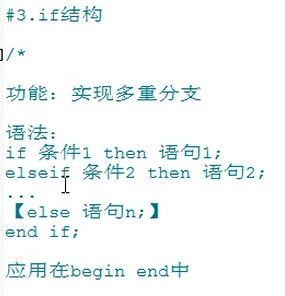 #3.if结构
/*
功能：实现多重分支
语法：
if 条件1 then 语句1;
elseif 条件2 then 语句2;
...
【else 语句n;】
end if;
应用在begin end中